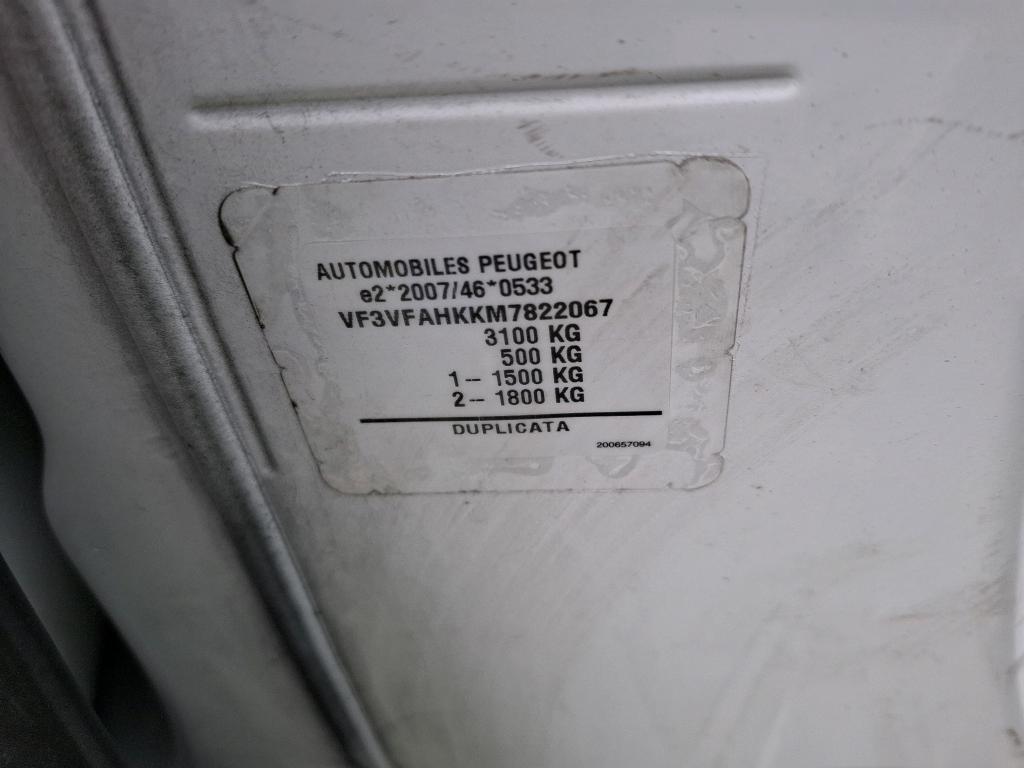 AUTOMOBILES PEUGEOT
e2*2007/46*0533
VF3VFAHKKM7822067
3100 KG
500 KG
1-- 1500 KG
2-- 1800 KG
DUPLICATA
200657094